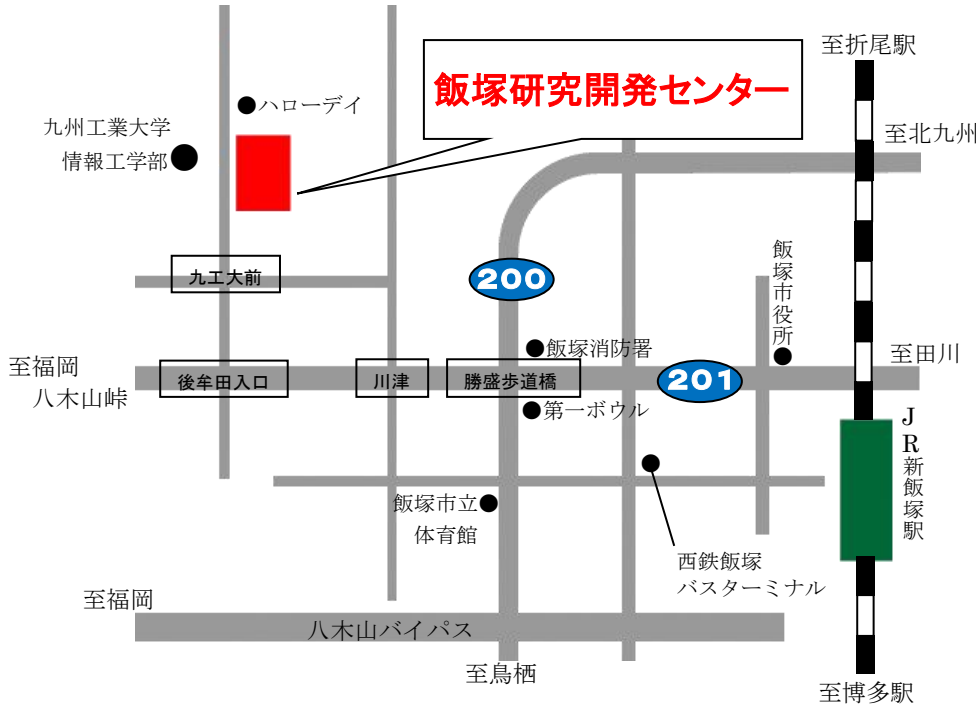 至折尾駅
飯塚研究開発センター
ハローデイ
九州工業大学
情報工学部
至北九州
飯塚市役所
九工大前
200
飯塚消防署
至田川
至福岡
八木山峠
後牟田入口
川津
勝盛歩道橋
201
第一ボウル
JR新飯塚駅
飯塚市立
体育館
西鉄飯塚
バスターミナル
至福岡
八木山バイパス
至鳥栖
至博多駅